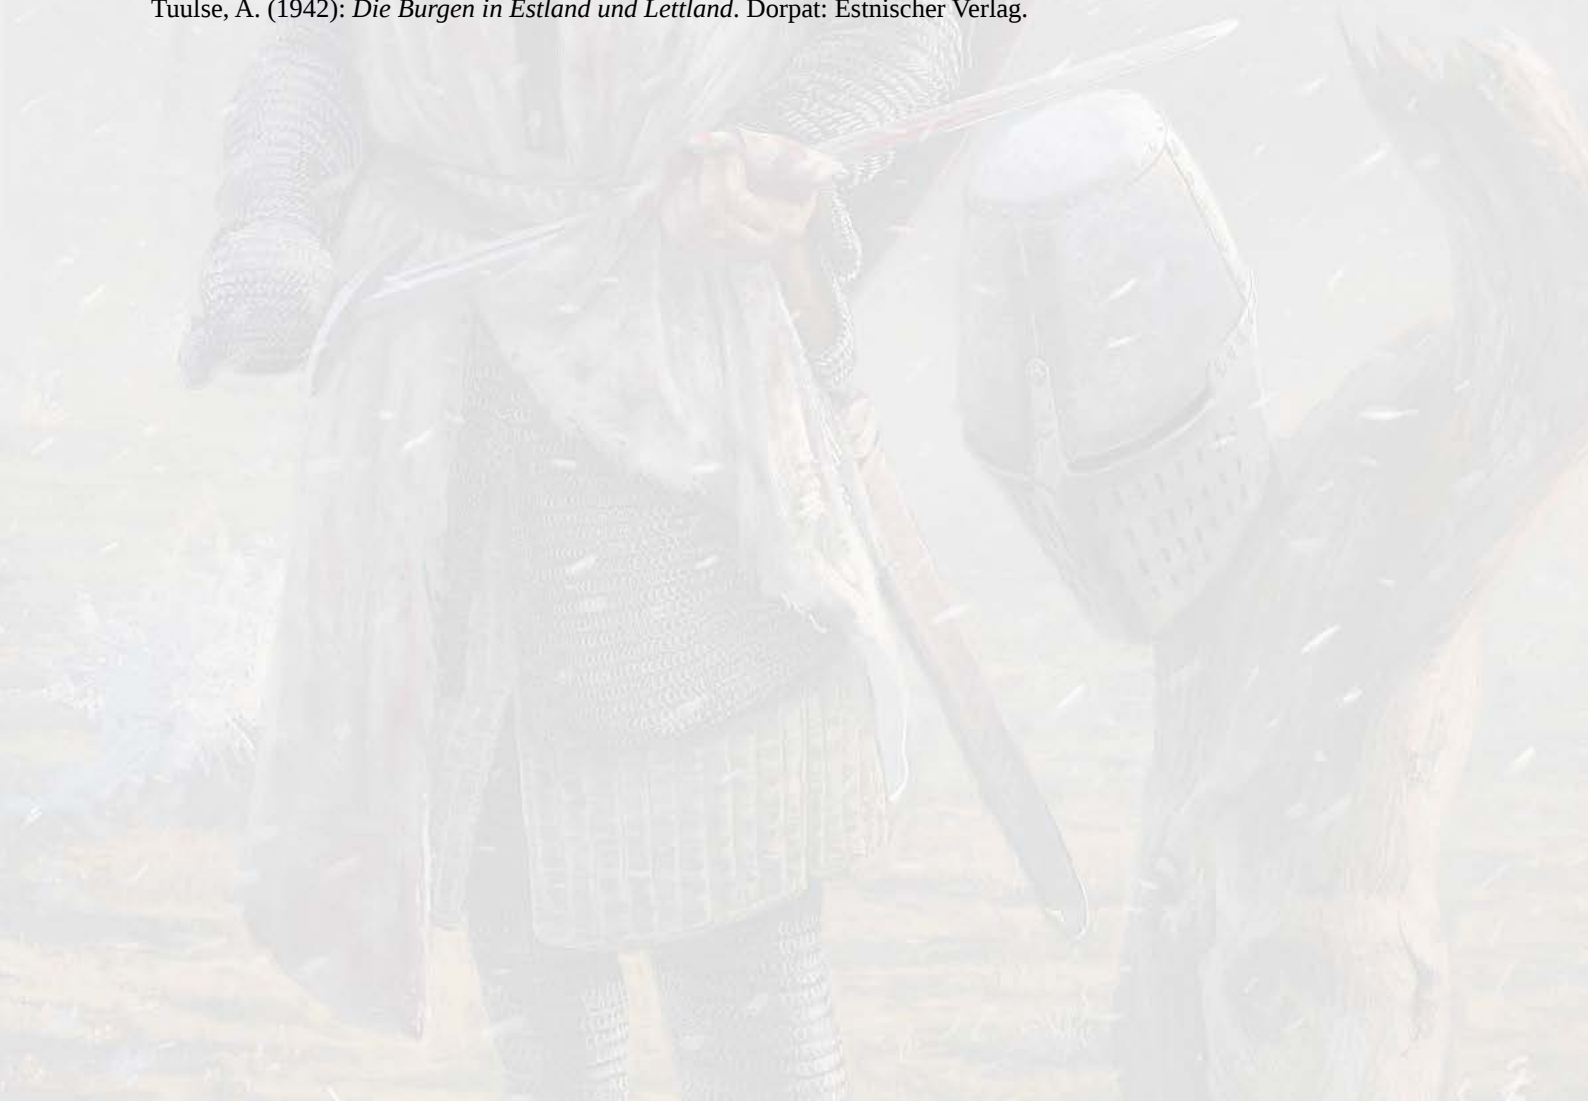 Tuulse, A. (1942): Die Burgen in Estland und Lettland. Dorpat: Estnischer Verlag.